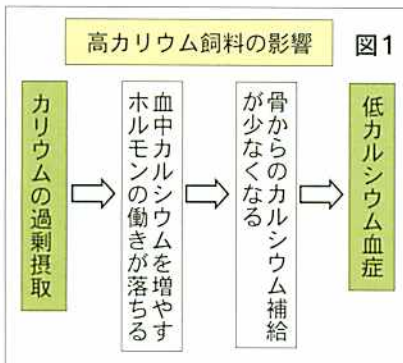 高カリウム飼料の影響
図1
カリウムの過剰摂取
血中カルシウムを増やす
ホルモンの働きが落ちる
骨からのカルシウム補給
が少なくなる
低カルシウム血症